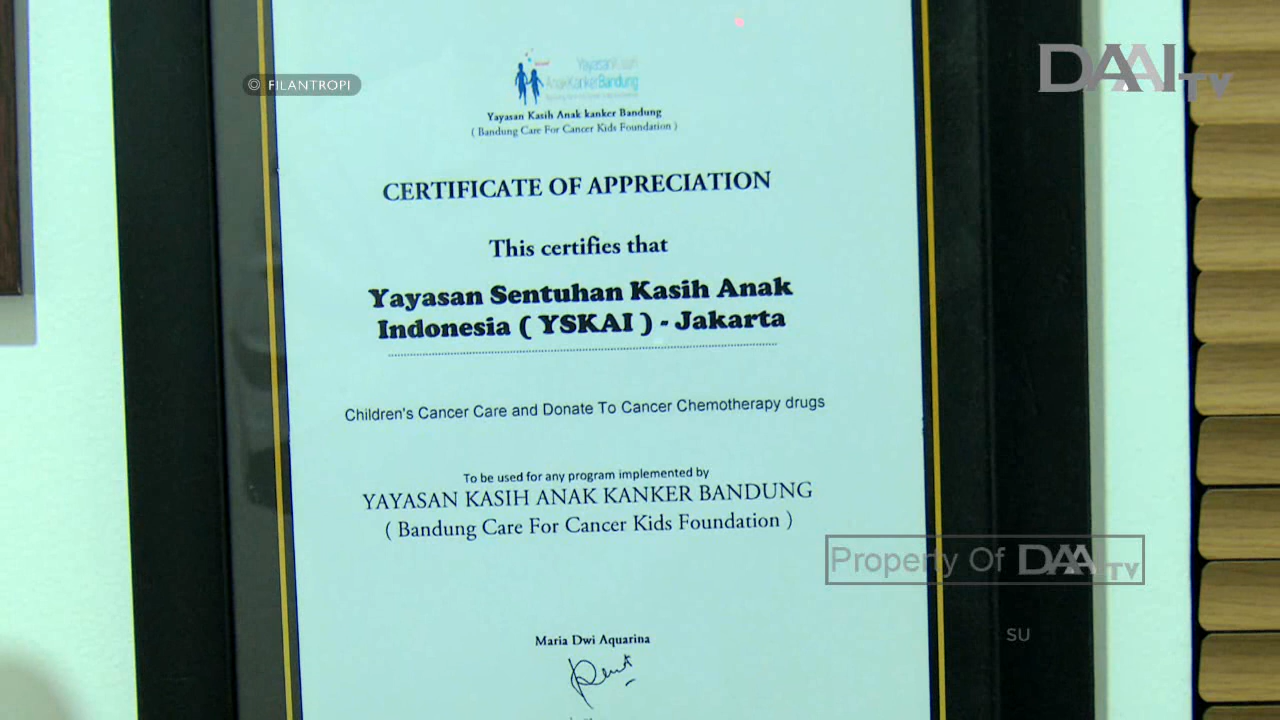 © FILANTROPI
DAAI TV
Yayasan Kasih
AnakKankerBandung
Yayasan Kasih Anak kanker Bandung
( Bandung Care For Cancer Kids Foundation )
CERTIFICATE OF APPRECIATION
This certifies that
Yayasan Sentuhan Kasih Anak
Indonesia ( YSKAI ) - Jakarta
Children's Cancer Care and Donate To Cancer Chemotherapy drugs
To be used for any program implemented by
YAYASAN KASIH ANAK KANKER BANDUNG
( Bandung Care For Cancer Kids Foundation )
Property Of DAAI TV
SU
Maria Dwi Aquarina